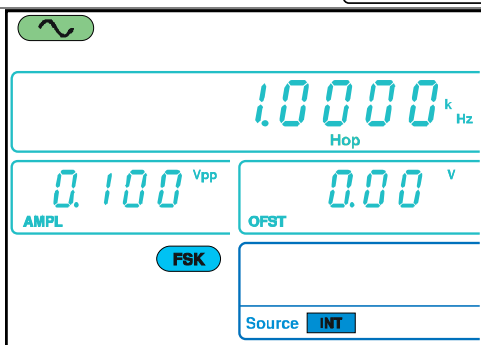 1.0000 k Hz
Hop
0.100 Vpp
AMPL
0.00 V
OFST
FSK
Source INT